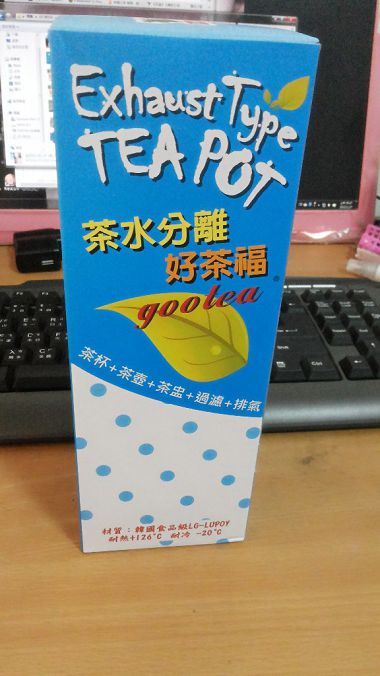 Exhaust Type
TEA POT
茶水分離
好茶福
gootea®
茶杯+茶壺+茶盅+過濾+排氣
材質：韓國食品級LG-LUPOY
耐熱+126°C 耐冷 -20°C